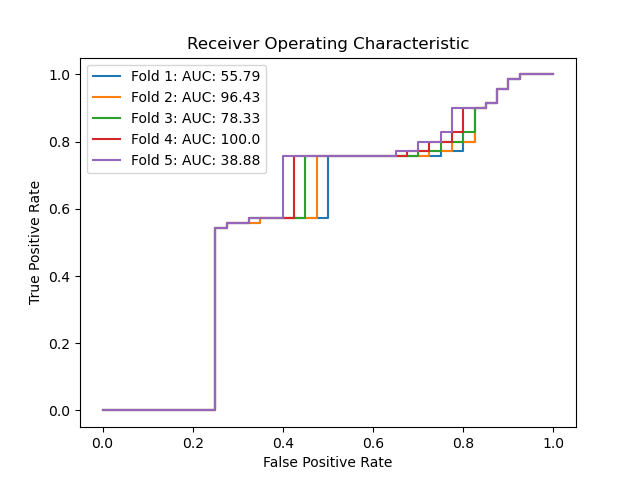 Receiver Operating Characteristic
Fold 1: AUC: 55.79
Fold 2: AUC: 96.43
Fold 3: AUC: 78.33
Fold 4: AUC: 100.0
Fold 5: AUC: 38.88
True Positive Rate
1.0
0.8
0.6
0.4
0.2
0.0
0.0 0.2 0.4 0.6 0.8 1.0
False Positive Rate